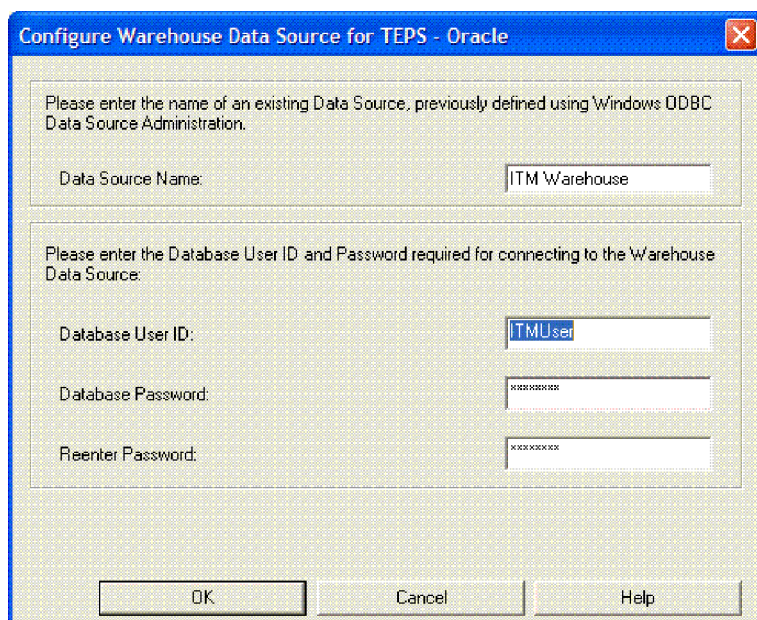 Configure Warehouse Data Source for TEPS - Oracle
Please enter the name of an existing Data Source, previously defined using Windows ODBC
Data Source Administration.
Data Source Name: ITM Warehouse
Please enter the Database User ID and Password required for connecting to the Warehouse
Data Source:
Database User ID: ITMUser
Database Password: ********
Reenter Password: ********
OK Cancel Help